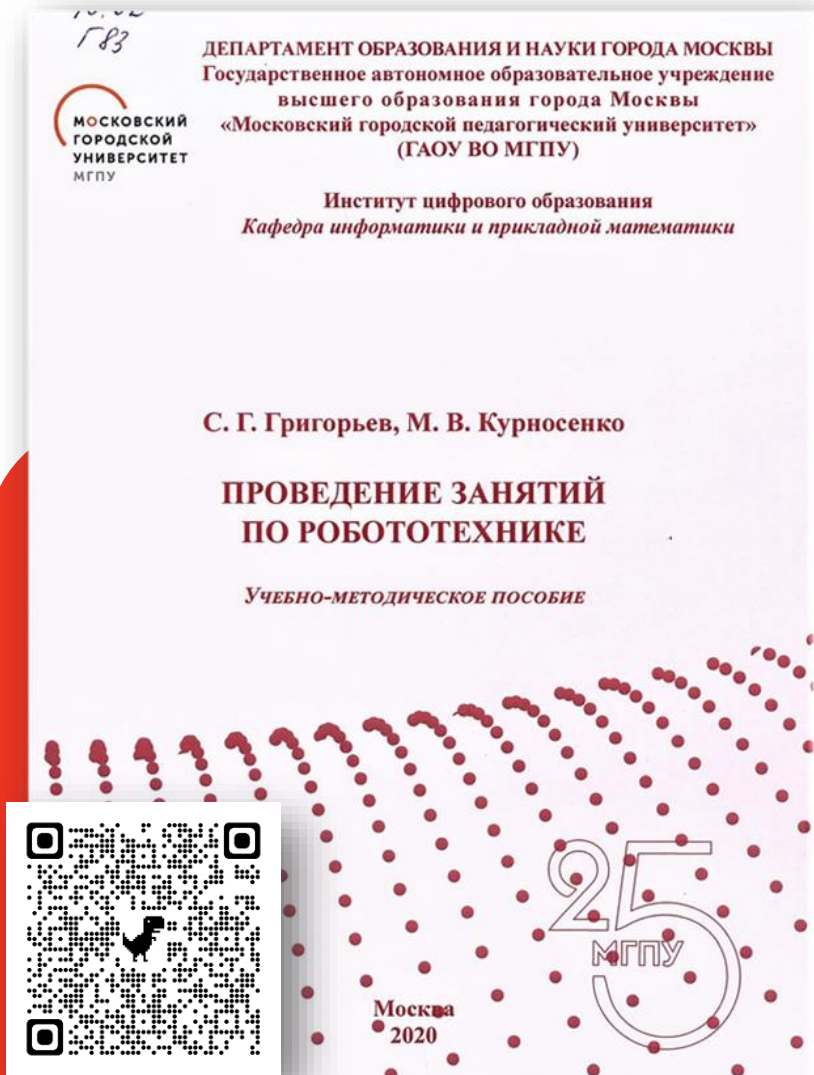 Г83
ДЕПАРТАМЕНТ ОБРАЗОВАНИЯ И НАУКИ ГОРОДА МОСКВЫ
Государственное автономное образовательное учреждение
высшего образования города Москвы
«Московский городской педагогический университет»
(ГАОУ ВО МГПУ)
МОСКОВСКИЙ
ГОРОДСКОЙ
УНИВЕРСИТЕТ
МГПУ
Институт цифрового образования
Кафедра информатики и прикладной математики
С. Г. Григорьев, М. В. Курносенко
ПРОВЕДЕНИЕ ЗАНЯТИЙ
ПО РОБОТОТЕХНИКЕ
УЧЕБНО-МЕТОДИЧЕСКОЕ ПОСОБИЕ
25
МГПУ
Москва
2020